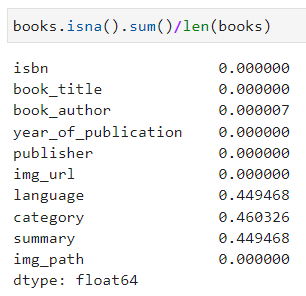 books.isna().sum()/len(books)
isbn 0.000000
book_title 0.000000
book_author 0.000007
year_of_publication 0.000000
publisher 0.000000
img_url 0.000000
language 0.449468
category 0.460326
summary 0.449468
img_path 0.000000
dtype: float64